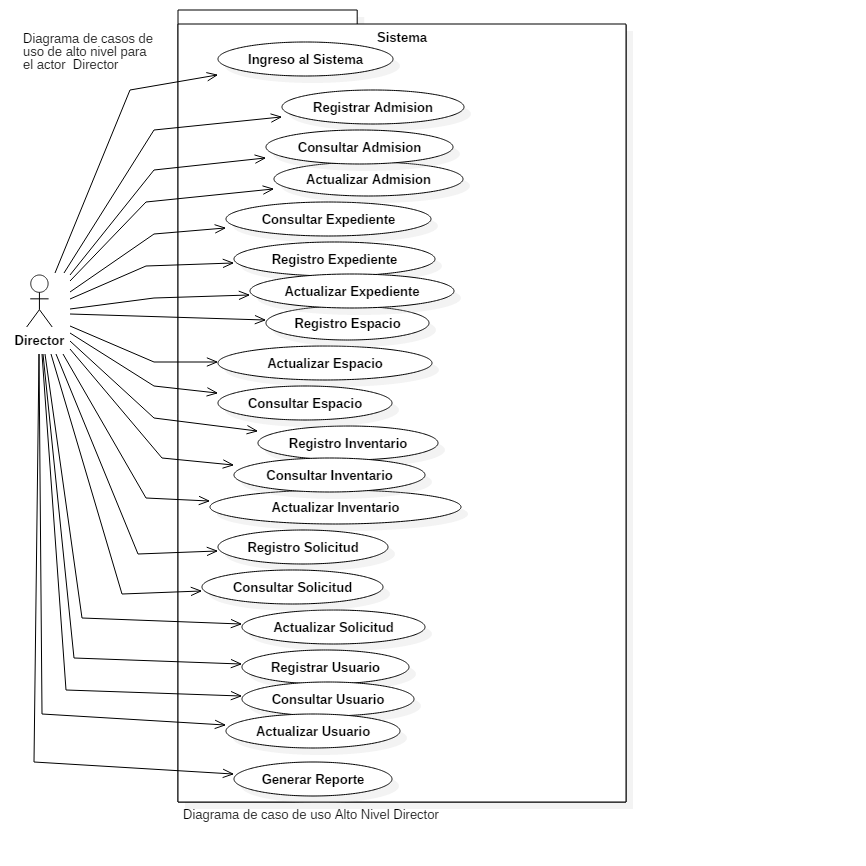 Diagrama de casos de
uso de alto nivel para
el actor  Director
Sistema
Ingreso al Sistema
Registrar Admision
Consultar Admision
Actualizar Admision
Consultar Expediente
Registro Expediente
Actualizar Expediente
Registro Espacio
Director
Actualizar Espacio
Consultar Espacio
Registro Inventario
Consultar Inventario
Actualizar Inventario
Registro Solicitud
Consultar Solicitud
Actualizar Solicitud
Registrar Usuario
Consultar Usuario
Actualizar Usuario
Generar Reporte
Diagrama de caso de uso Alto Nivel Director